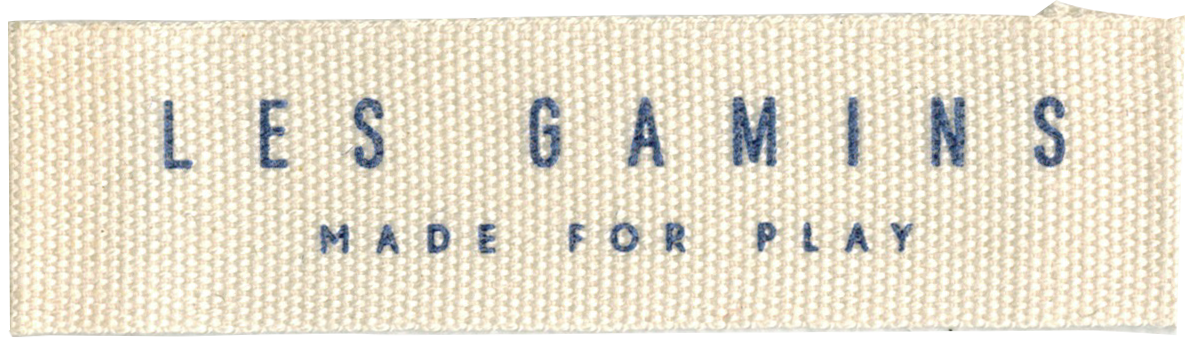 LES GAMINS
MADE FOR PLAY